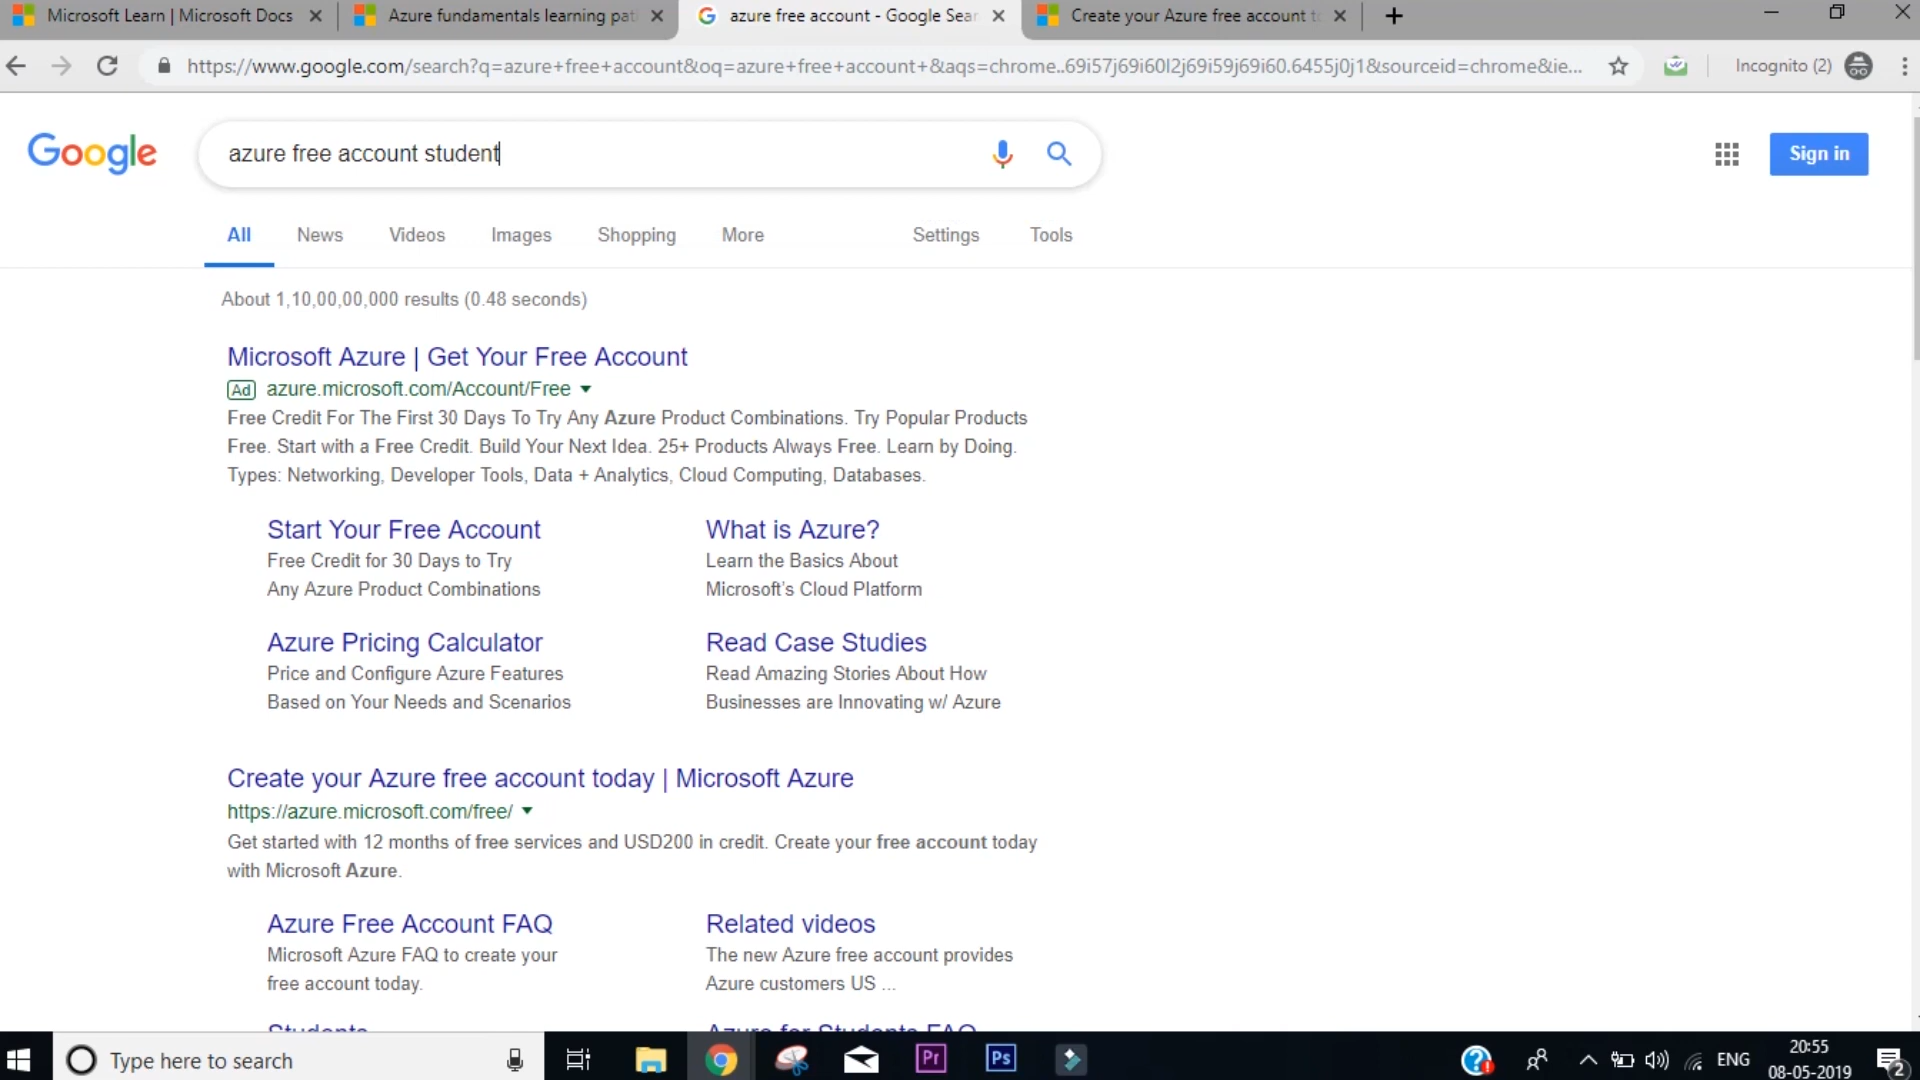 Microsoft Learn | Microsoft Docs
Azure fundamentals learning pat
azure free account - Google Sear
Create your Azure free account to
https://www.google.com/search?q=azure+free+account&oq=azure+free+account+&aqs=chrome..69i57j69i60l2j69i59j69i60.6455j0j1&sourceid=chrome&ie...
Incognito (2)
Google
azure free account student
Sign in
All
News
Videos
Images
Shopping
More
Settings
Tools
About 1,10,00,00,000 results (0.48 seconds)
Microsoft Azure | Get Your Free Account
Ad azure.microsoft.com/Account/Free
Free Credit For The First 30 Days To Try Any Azure Product Combinations. Try Popular Products
Free. Start with a Free Credit. Build Your Next Idea. 25+ Products Always Free. Learn by Doing.
Types: Networking, Developer Tools, Data + Analytics, Cloud Computing, Databases.
Start Your Free Account
Free Credit for 30 Days to Try
Any Azure Product Combinations
What is Azure?
Learn the Basics About
Microsoft's Cloud Platform
Azure Pricing Calculator
Price and Configure Azure Features
Based on Your Needs and Scenarios
Read Case Studies
Read Amazing Stories About How
Businesses are Innovating w/ Azure
Create your Azure free account today | Microsoft Azure
https://azure.microsoft.com/free/
Get started with 12 months of free services and USD200 in credit. Create your free account today
with Microsoft Azure.
Azure Free Account FAQ
Microsoft Azure FAQ to create your
free account today.
Related videos
The new Azure free account provides
Azure customers US ...
Students
Azure for Students FAQ
Type here to search
Pr
Ps
ENG
20:55
08-05-2019
2